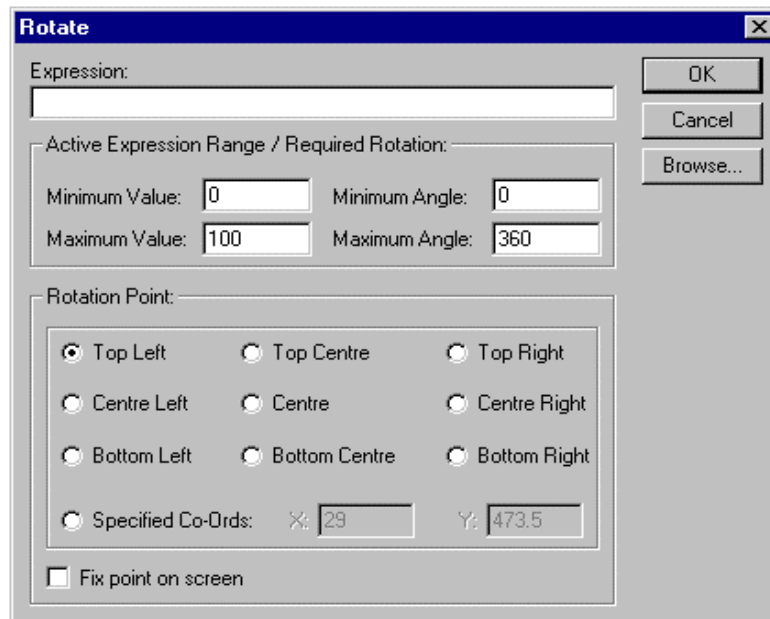 Rotate
Expression:
OK
Cancel
Browse...
Active Expression Range / Required Rotation:
Minimum Value: 0 Minimum Angle: 0
Maximum Value: 100 Maximum Angle: 360
Rotation Point:
Top Left Top Centre Top Right
Centre Left Centre Centre Right
Bottom Left Bottom Centre Bottom Right
Specified Co-Ords: X: 29 Y: 473.5
Fix point on screen